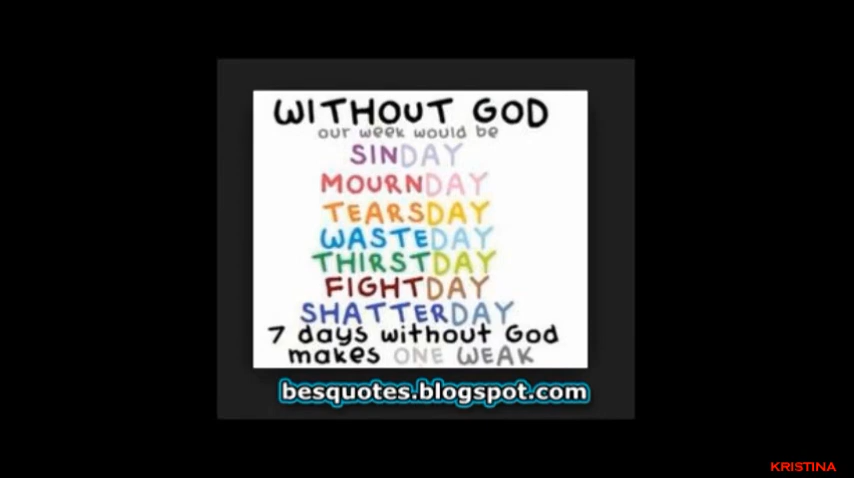 WITHOUT GOD
our week would be
SINDAY
MOURNDAY
TEARSDAY
WASTEDAY
THIRSTDAY
FIGHTDAY
SHATTERDAY
7 days without God
makes ONE WEAK
besquotes.blogspot.com
KRISTINA